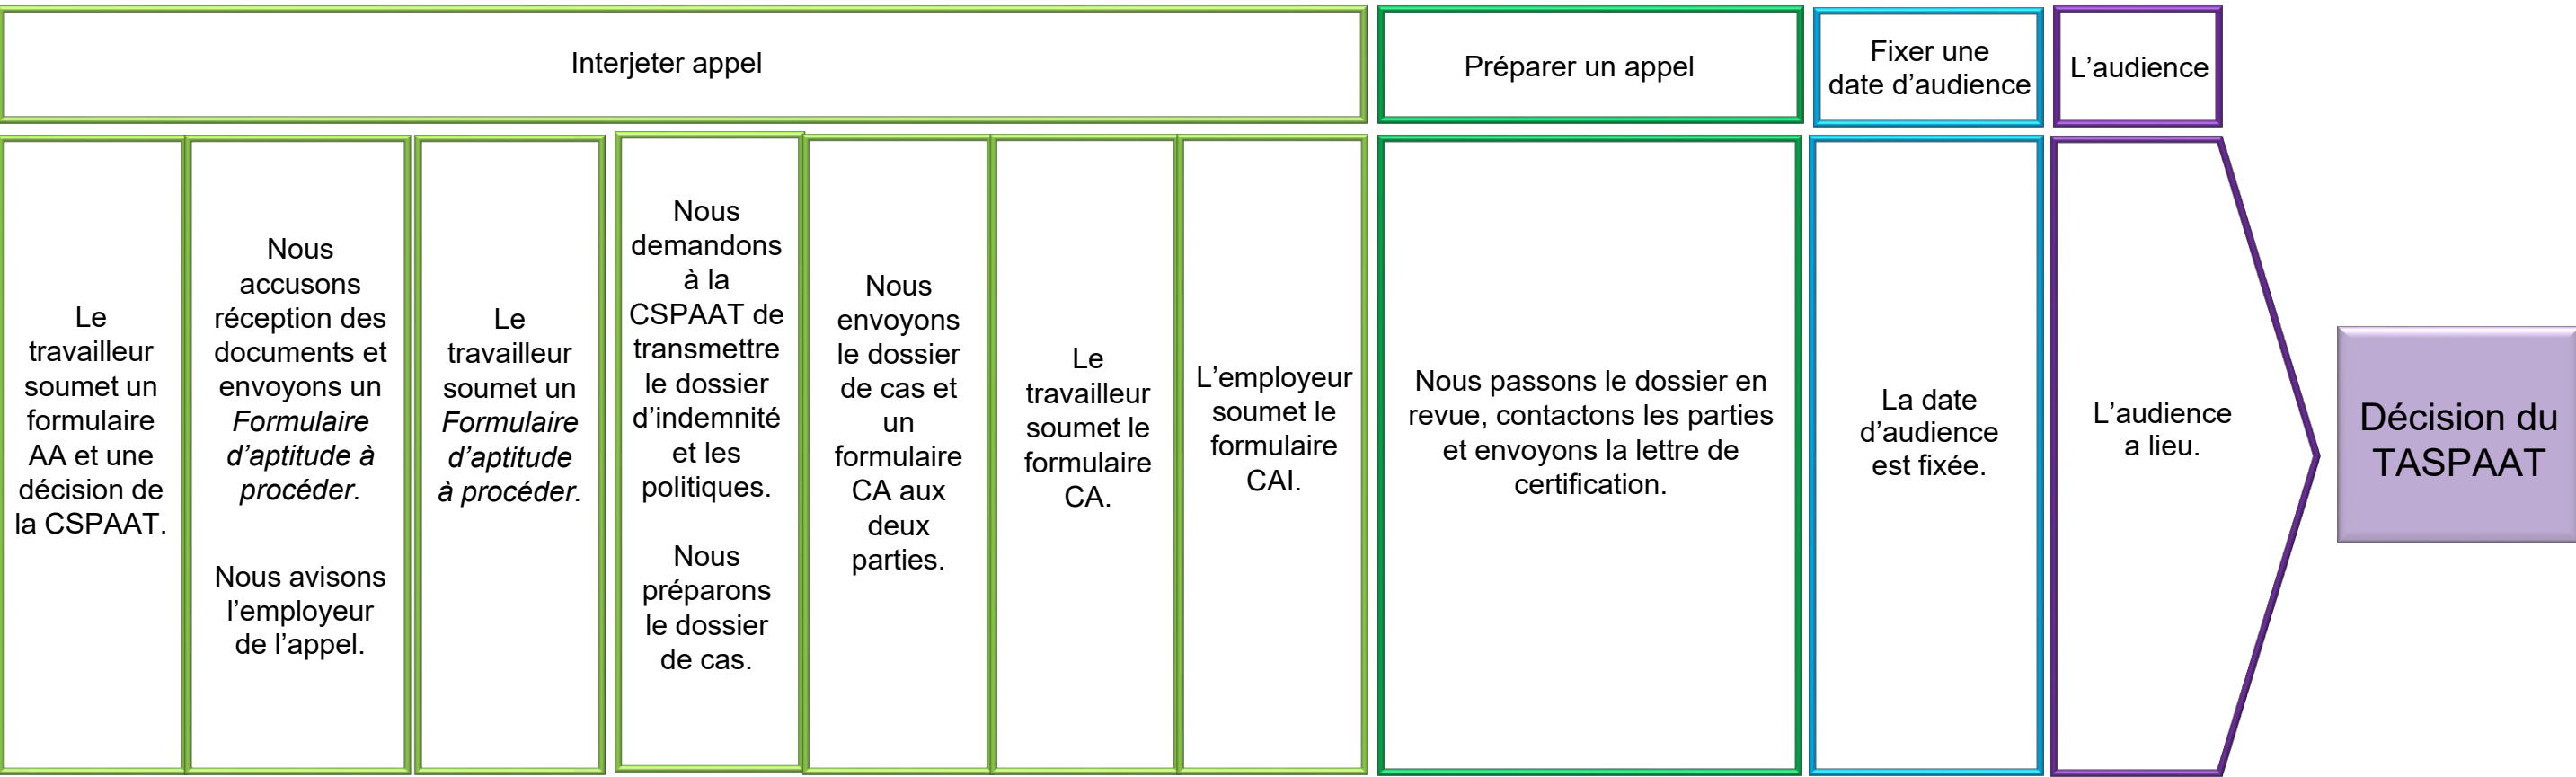 Interjeter appel
Préparer un appel
Fixer une
date d’audience
L’audience
Le
travailleur
soumet un
formulaire
AA et une
décision de
la CSPAAT.
Nous
accusons
réception des
documents et
envoyons un
Formulaire
d’aptitude à
procéder.
Nous avisons
l’employeur
de l’appel.
Le
travailleur
soumet un
Formulaire
d’aptitude
à procéder.
Nous
demandons
à la
CSPAAT de
transmettre
le dossier
d’indemnité
et les
politiques.
Nous
préparons
le dossier
de cas.
Nous
envoyons
le dossier
de cas et
un
formulaire
CA aux
deux
parties.
Le
travailleur
soumet le
formulaire
CA.
L’employeur
soumet le
formulaire
CAI.
Nous passons le dossier en
revue, contactons les parties
et envoyons la lettre de
certification.
La date
d’audience
est fixée.
L’audience
a lieu.
Décision du
TASPAAT